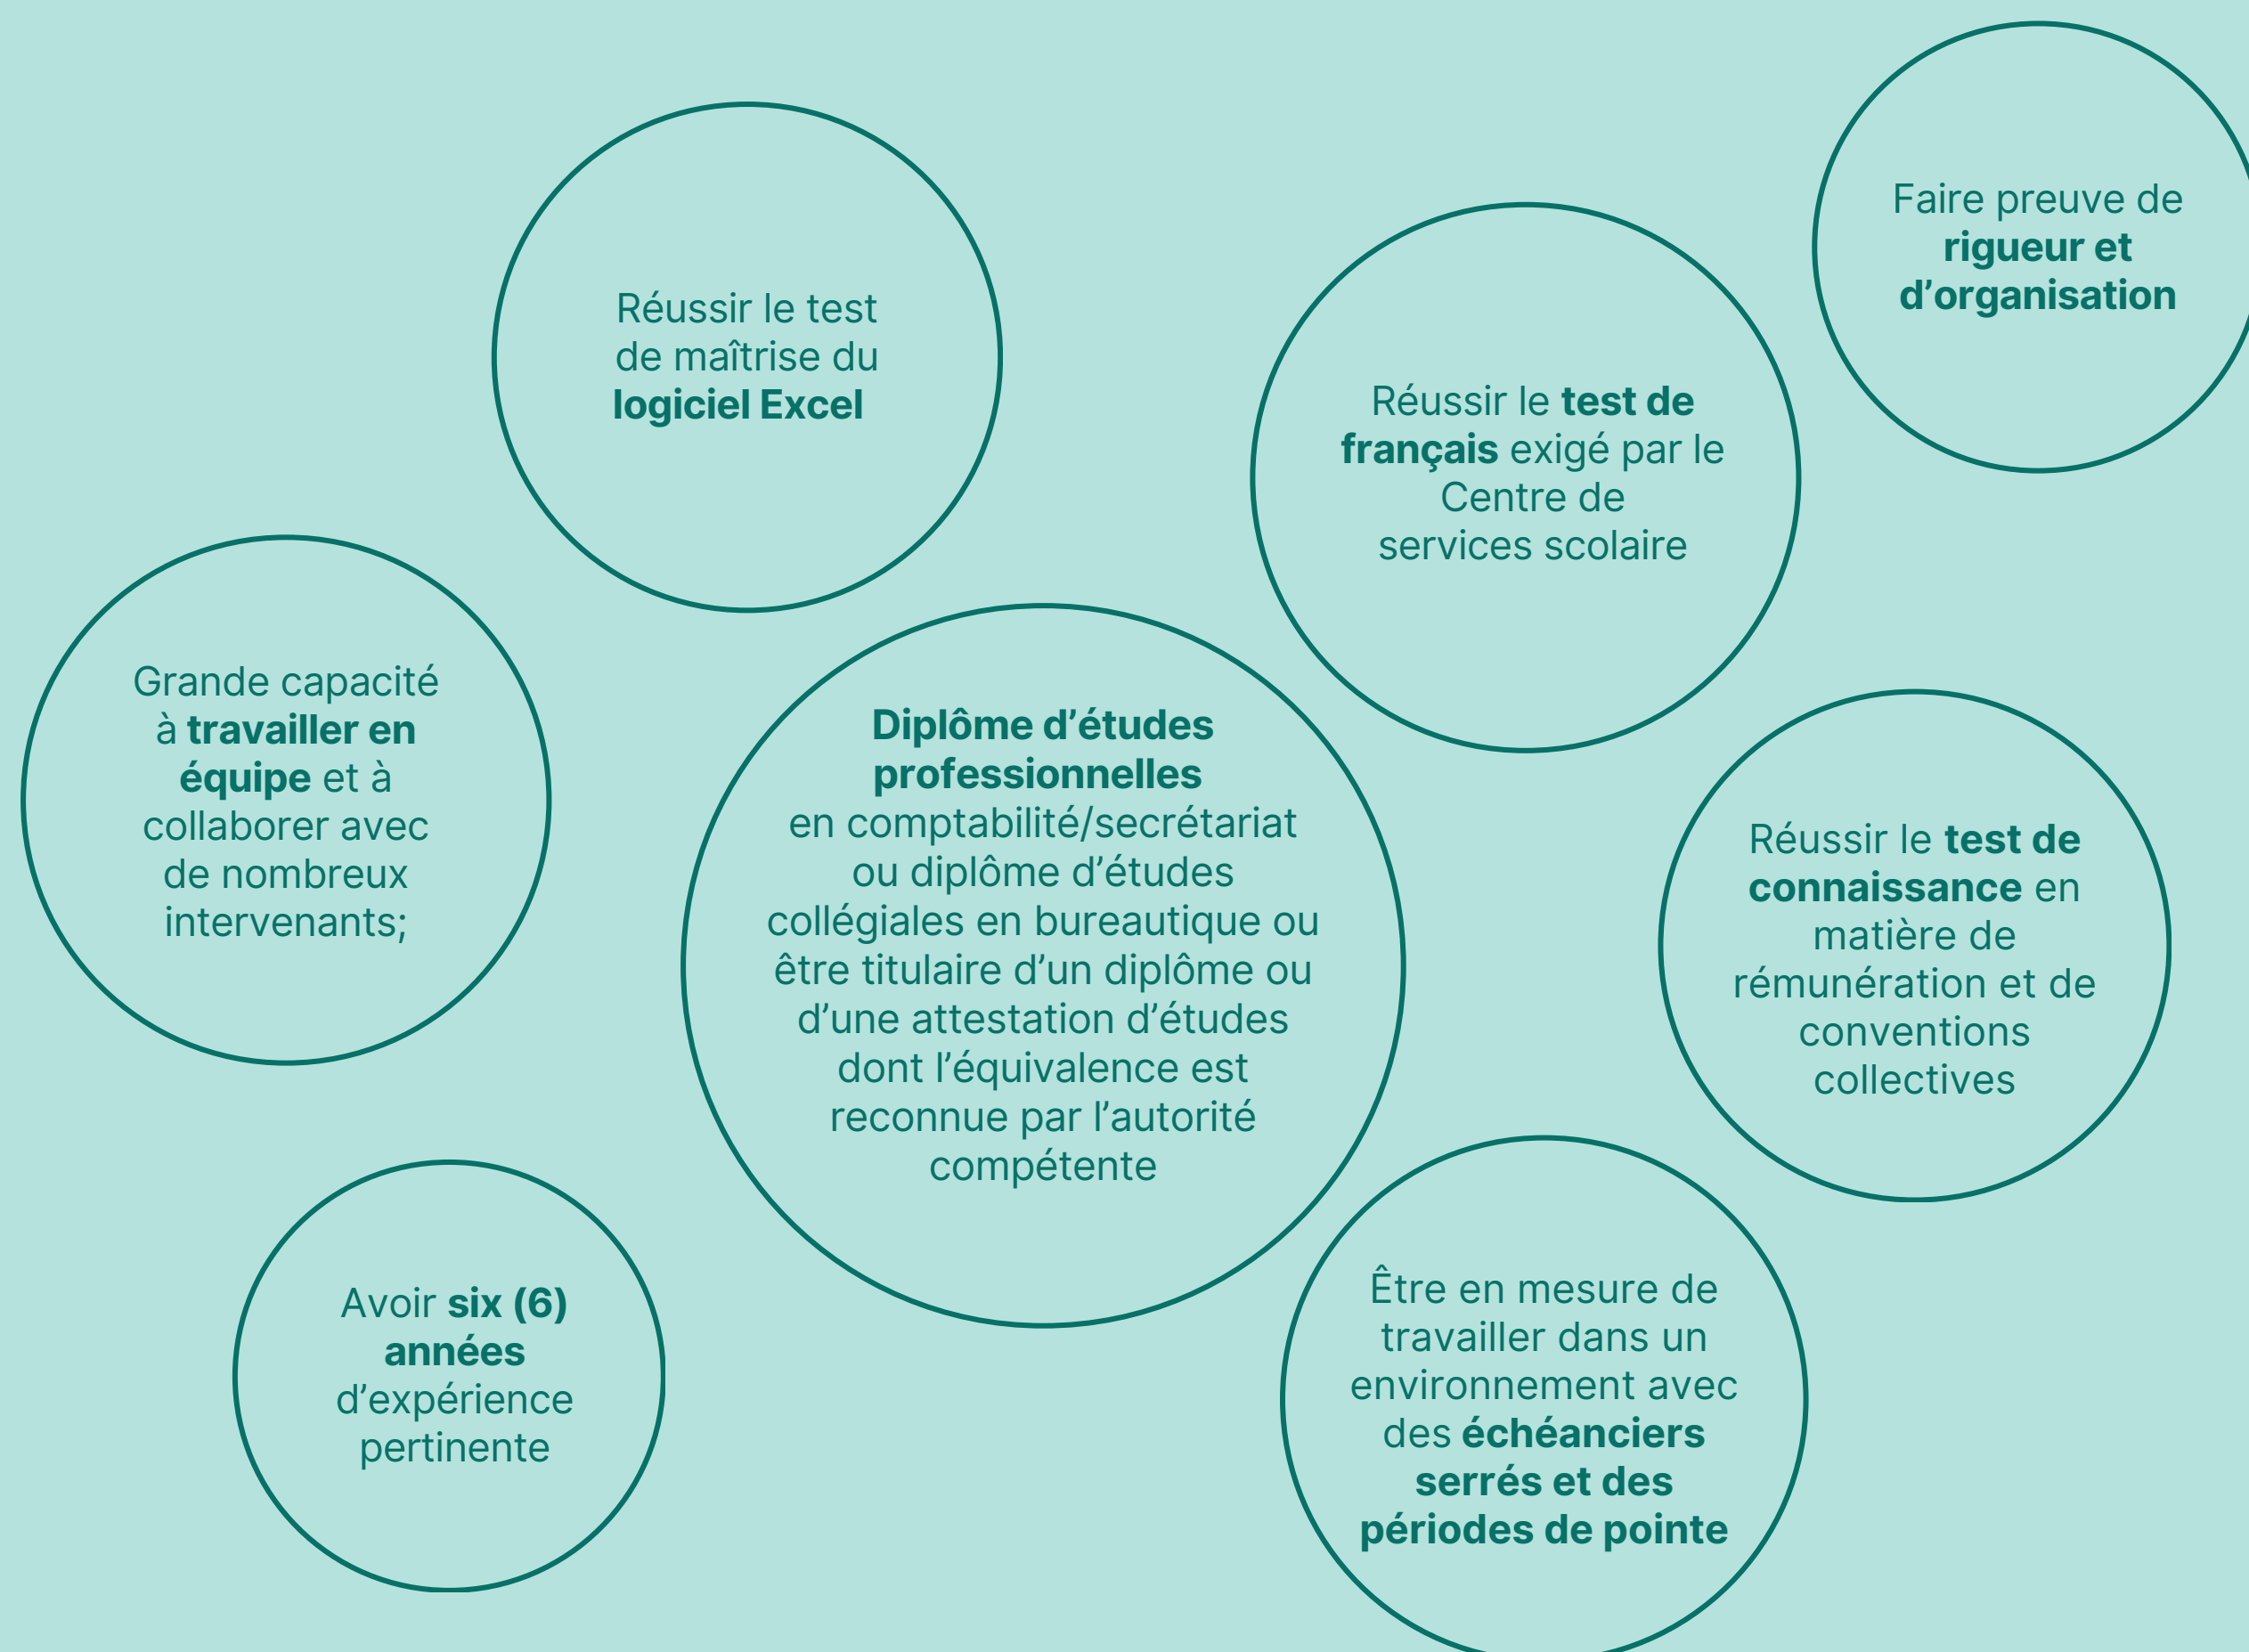 Faire preuve de
rigueur et
d’organisation
Réussir le test
de maîtrise du
logiciel Excel
Réussir le test de
français exigé par le
Centre de
services scolaire
Grande capacité
à travailler en
équipe et à
collaborer avec
de nombreux
intervenants;
Diplôme d’études
professionnelles
en comptabilité/secrétariat
ou diplôme d’études
collégiales en bureautique ou
être titulaire d’un diplôme ou
d’une attestation d’études
dont l’équivalence est
reconnue par l’autorité
compétente
Réussir le test de
connaissance en
matière de
rémunération et de
conventions
collectives
Avoir six (6)
années
d’expérience
pertinente
Être en mesure de
travailler dans un
environnement avec
des échéanciers
serrés et des
périodes de pointe